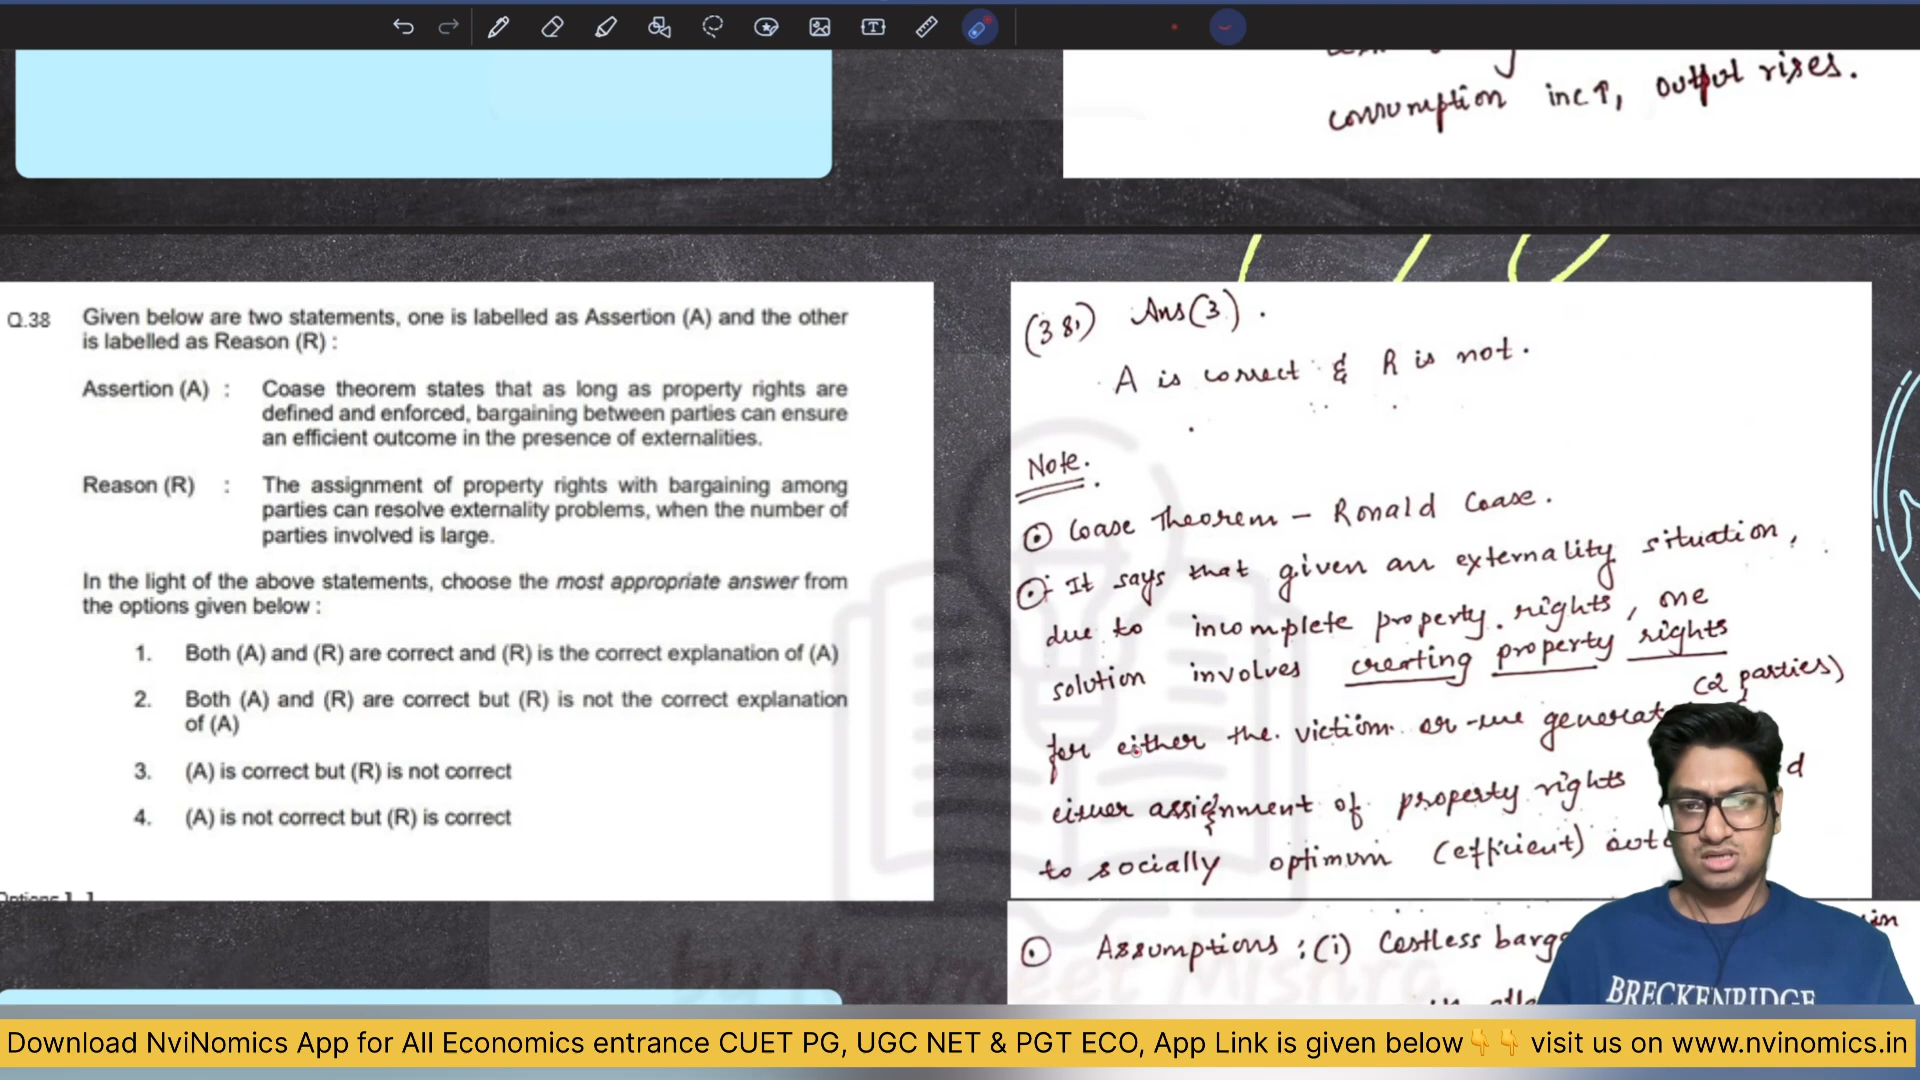 consumption inc↑, output rises.
Q.38 Given below are two statements, one is labelled as Assertion (A) and the other
is labelled as Reason (R) :
Assertion (A) : Coase theorem states that as long as property rights are
defined and enforced, bargaining between parties can ensure
an efficient outcome in the presence of externalities.
Reason (R) : The assignment of property rights with bargaining among
parties can resolve externality problems, when the number of
parties involved is large.
In the light of the above statements, choose the most appropriate answer from
the options given below :
1. Both (A) and (R) are correct and (R) is the correct explanation of (A)
2. Both (A) and (R) are correct but (R) is not the correct explanation
of (A)
3. (A) is correct but (R) is not correct
4. (A) is not correct but (R) is correct
(38.) Ans(3).
A is correct & R is not.
Note.
Coase Theorem – Ronald Coase.
It says that given an externality situation,
due to incomplete property rights, one
solution involves creating property rights
(2 parties)
for either the victim or the
either assignment of property rights
to socially optimum (efficient)
Assumptions : (i) Costless
by Navneet Mishra
BRECKENRIDGE
Download NviNomics App for All Economics entrance CUET PG, UGC NET & PGT ECO, App Link is given below👇👇 visit us on www.nvinomics.in